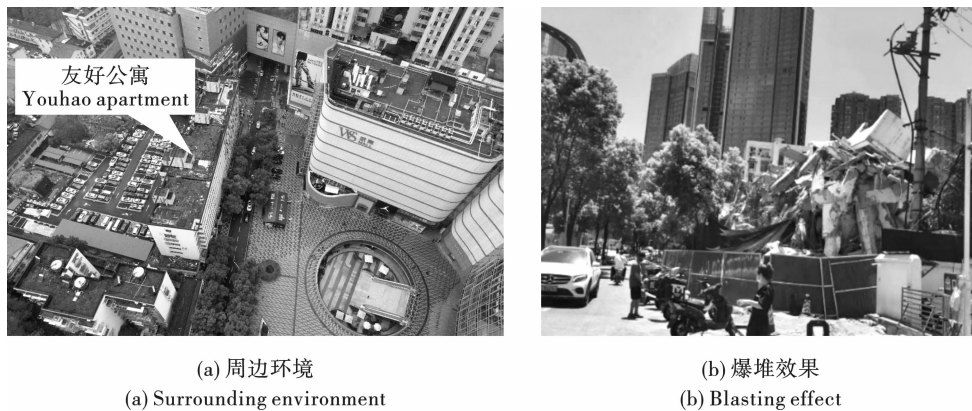 友好公寓
Youhao apartment
(a) 周边环境
(a) Surrounding environment
(b) 爆堆效果
(b) Blasting effect